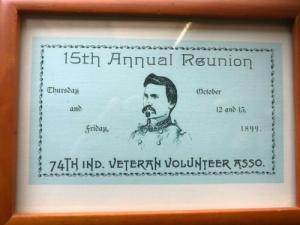 15th Annual Reunion
Thursday
October
and
12 and 13,
Friday,
1899.
74TH IND. VETERAN VOLUNTEER ASSO.